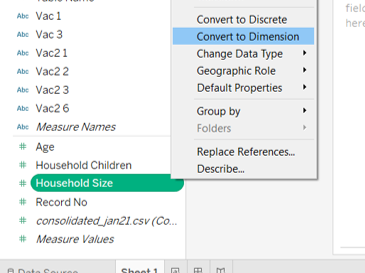 Table Name
Abc Vac 1
Abc Vac 3
Abc Vac2 1
Abc Vac2 2
Abc Vac2 3
Abc Vac2 6
Measure Names
# Age
# Household Children
# Household Size
# Record No
# consolidated_jan21.csv (Co...
# Measure Values
Convert to Discrete
Convert to Dimension
Change Data Type
Geographic Role
Default Properties
Group by
Folders
Replace References...
Describe...
fiel
here
Data Source
Sheet 1